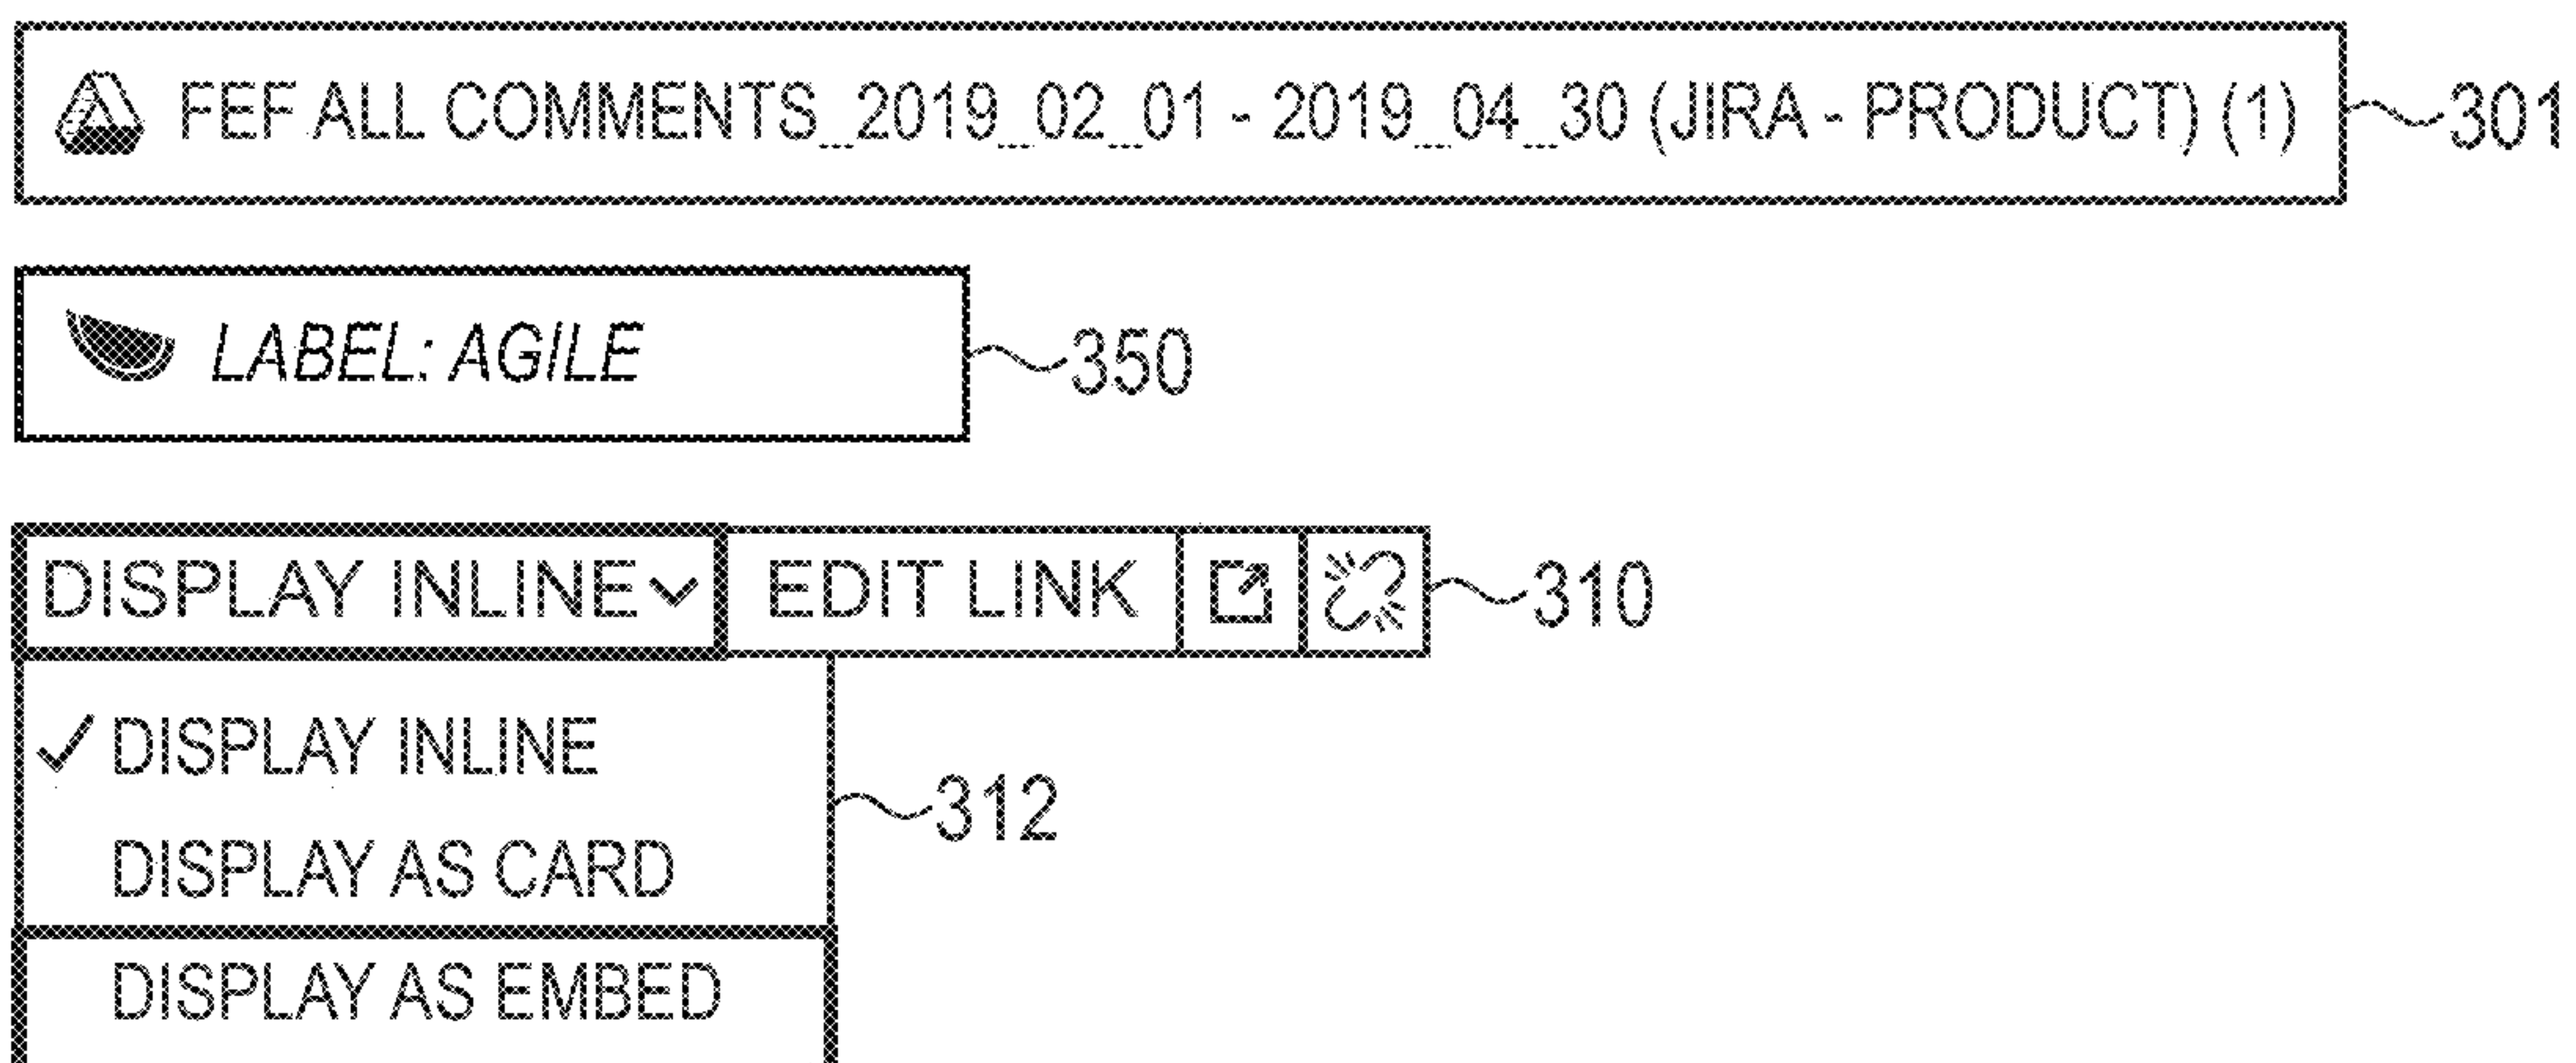 FEF ALL COMMENTS_2019_02_01 - 2019_04_30 (JIRA - PRODUCT) (1) 301
LABEL: AGILE 350
DISPLAY INLINE EDIT LINK 310
DISPLAY INLINE
312
DISPLAY AS CARD
DISPLAY AS EMBED